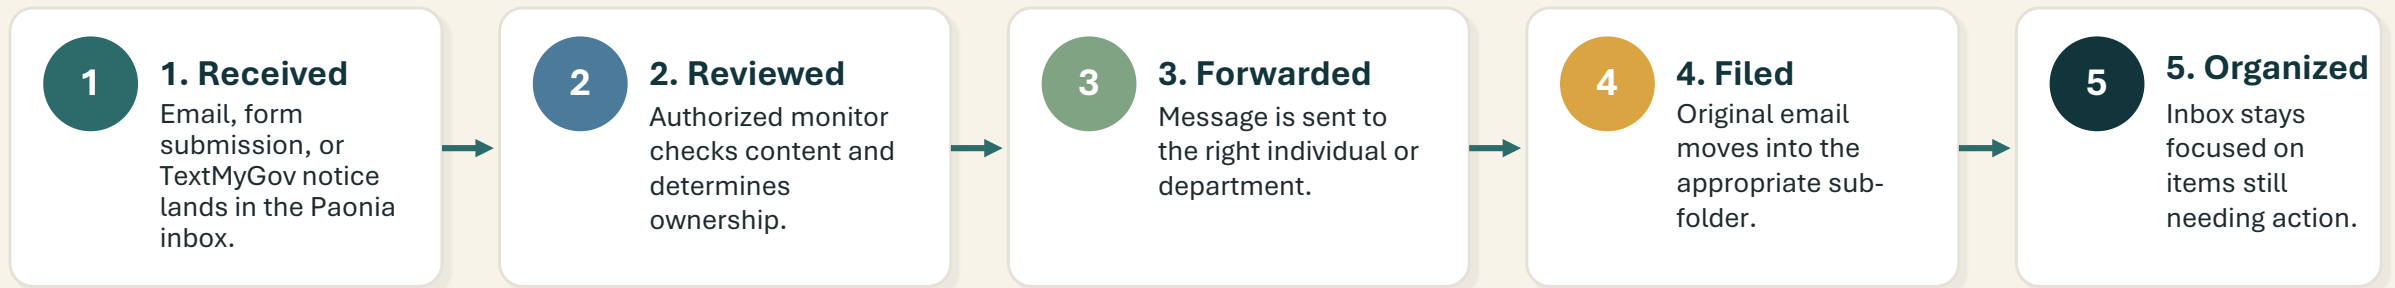 1
1. Received
Email, form
submission, or
TextMyGov notice
lands in the Paonia
inbox.
2
2. Reviewed
Authorized monitor
checks content and
determines
ownership.
3
3. Forwarded
Message is sent to
the right individual or
department.
4
4. Filed
Original email
moves into the
appropriate sub-
folder.
5
5. Organized
Inbox stays
focused on
items still
needing action.